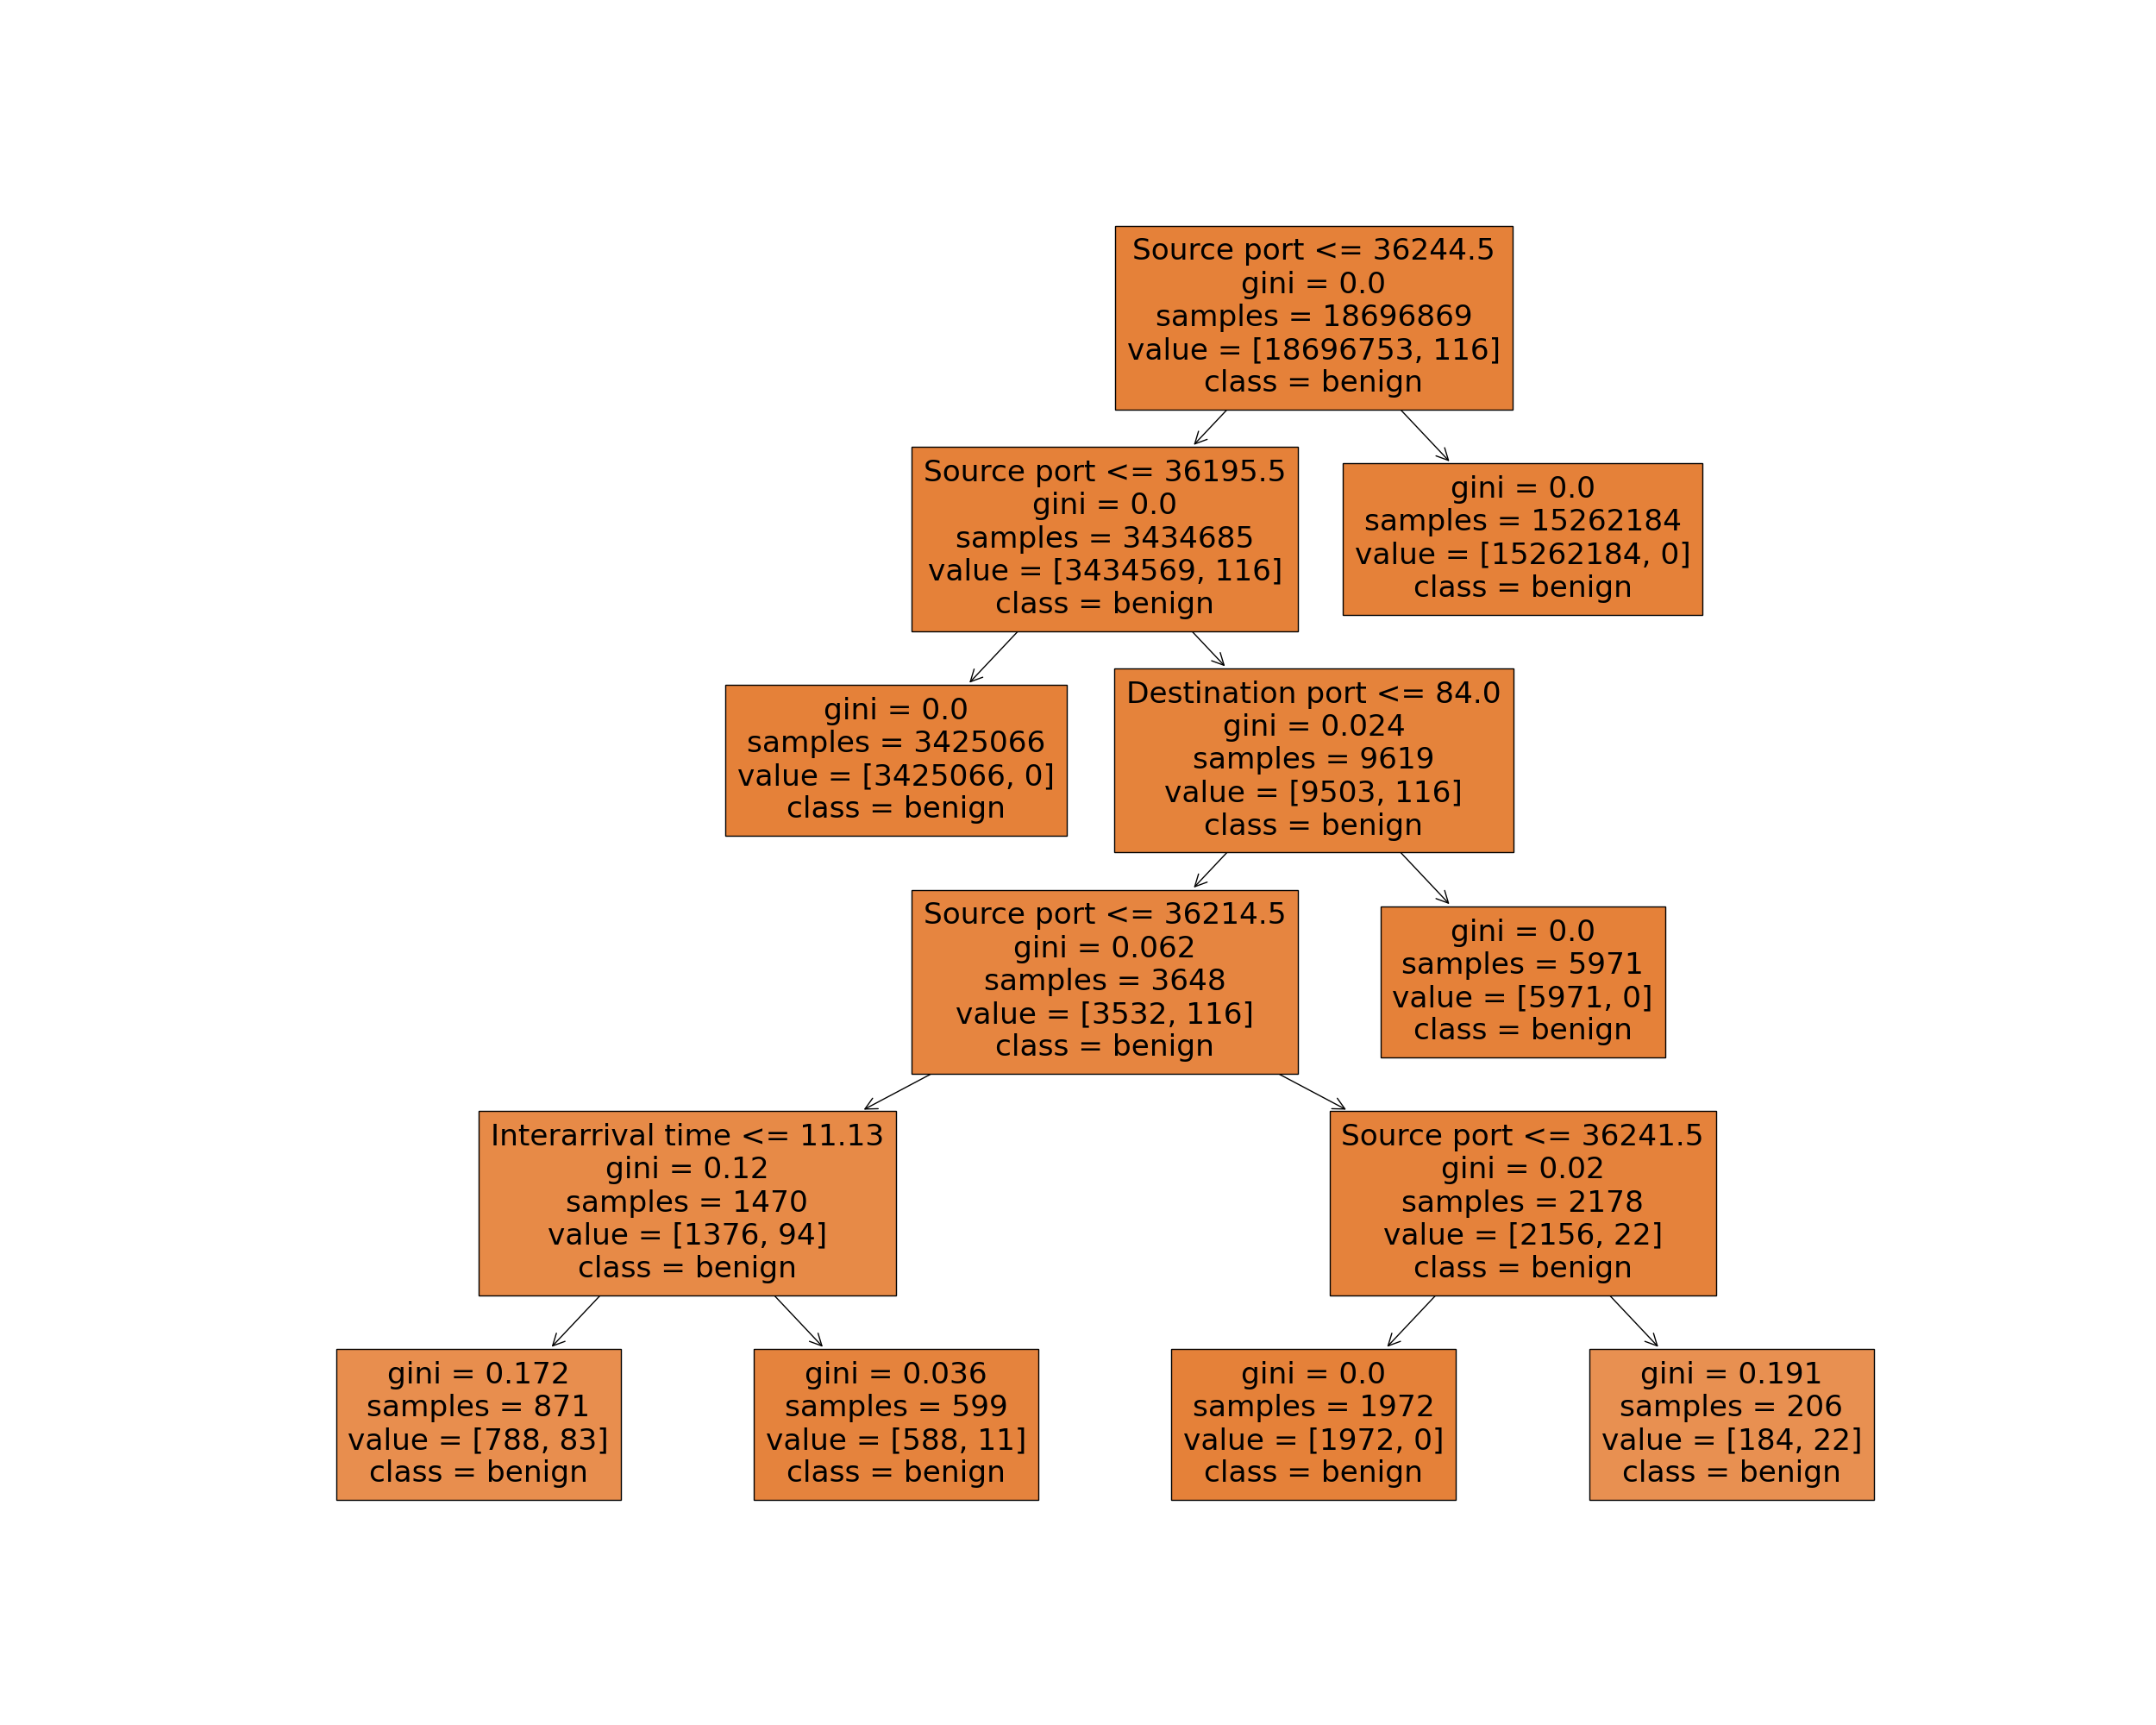 Source port <= 36244.5
gini = 0.0
samples = 18696869
value = [18696753, 116]
class = benign
Source port <= 36195.5
gini = 0.0
samples = 3434685
value = [3434569, 116]
class = benign
gini = 0.0
samples = 15262184
value = [15262184, 0]
class = benign
gini = 0.0
samples = 3425066
value = [3425066, 0]
class = benign
Destination port <= 84.0
gini = 0.024
samples = 9619
value = [9503, 116]
class = benign
Source port <= 36214.5
gini = 0.062
samples = 3648
value = [3532, 116]
class = benign
gini = 0.0
samples = 5971
value = [5971, 0]
class = benign
Interarrival time <= 11.13
gini = 0.12
samples = 1470
value = [1376, 94]
class = benign
Source port <= 36241.5
gini = 0.02
samples = 2178
value = [2156, 22]
class = benign
gini = 0.172
samples = 871
value = [788, 83]
class = benign
gini = 0.036
samples = 599
value = [588, 11]
class = benign
gini = 0.0
samples = 1972
value = [1972, 0]
class = benign
gini = 0.191
samples = 206
value = [184, 22]
class = benign